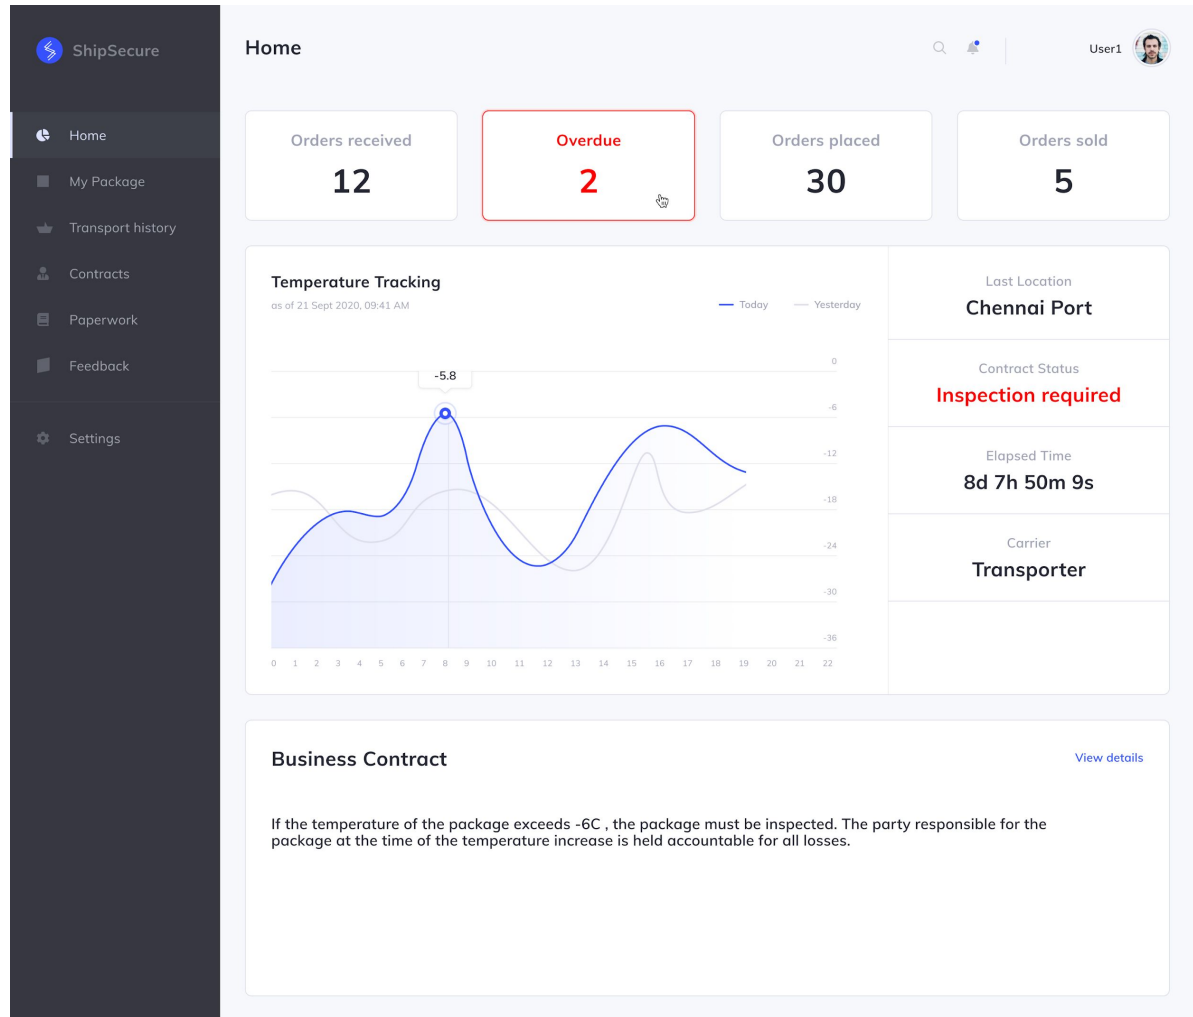 ShipSecure
Home
My Package
Transport history
Contracts
Paperwork
Feedback
Settings
Home
User1
Orders received
12
Overdue
2
Orders placed
30
Orders sold
5
Temperature Tracking
as of 21 Sept 2020, 09:41 AM
Today
Yesterday
-5.8
0
-6
-12
-18
-24
-30
-36
0 1 2 3 4 5 6 7 8 9 10 11 12 13 14 15 16 17 18 19 20 21 22
Last Location
Chennai Port
Contract Status
Inspection required
Elapsed Time
8d 7h 50m 9s
Carrier
Transporter
Business Contract
View details
If the temperature of the package exceeds -6C , the package must be inspected. The party responsible for the
package at the time of the temperature increase is held accountable for all losses.